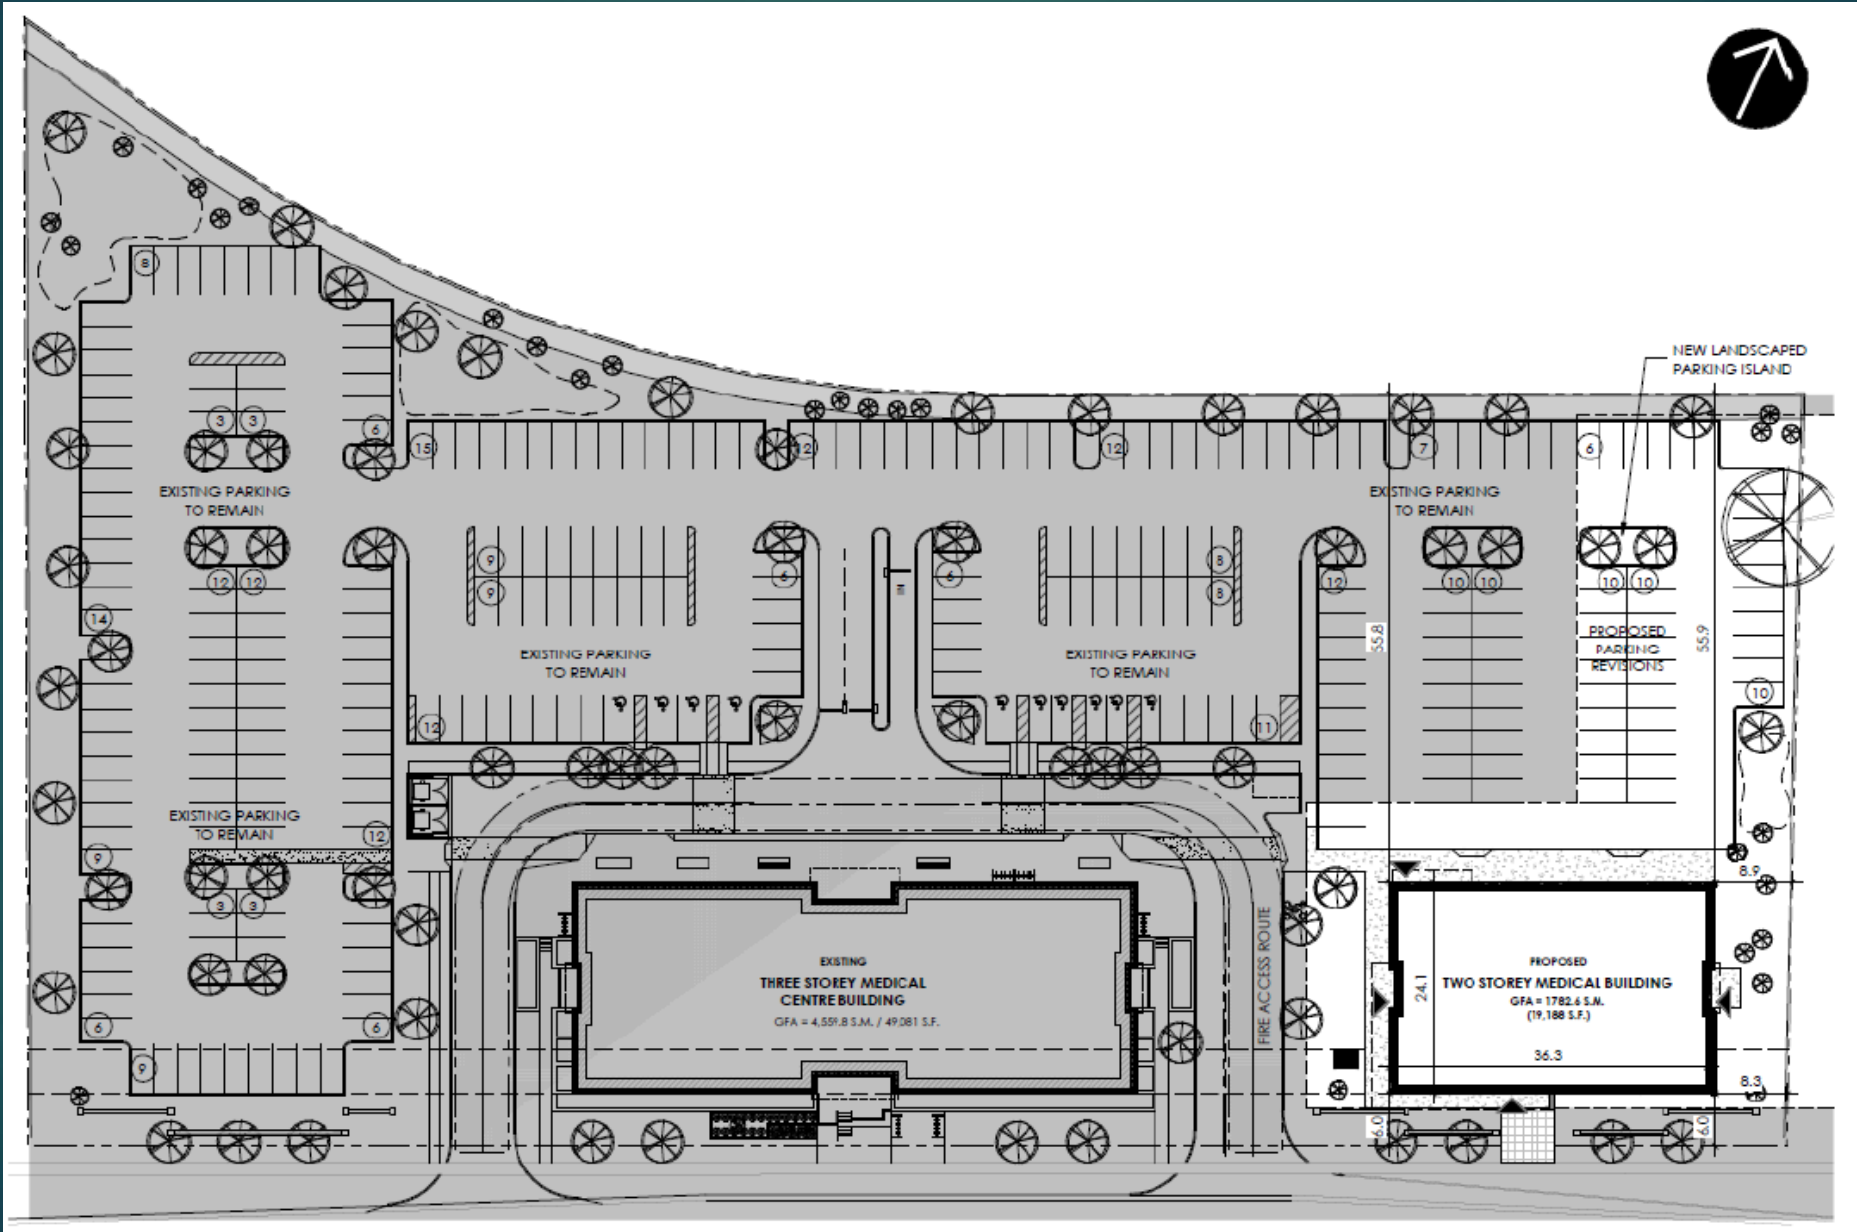 NEW LANDSCAPED
PARKING ISLAND
8
3 3
6
15
12
12
7
6
EXISTING PARKING
TO REMAIN
EXISTING PARKING
TO REMAIN
9
9
8
8
12 12
6
6
12
10 10
10 10
IN
14
55.8
PROPOSED
PARKING
REVISIONS
55.9
EXISTING PARKING
TO REMAIN
EXISTING PARKING
TO REMAIN
10
12
11
EXISTING PARKING
TO REMAIN
12
9
8.9
3 3
FIRE ACCESS ROUTE
EXISTING
THREE STOREY MEDICAL
CENTRE BUILDING
GFA = 4,559.8 S.M. / 49,081 S.F.
PROPOSED
TWO STOREY MEDICAL BUILDING
GFA = 1782.6 S.M.
(19,188 S.F.)
24.1
36.3
6
6
9
8.3
6.0
6.0